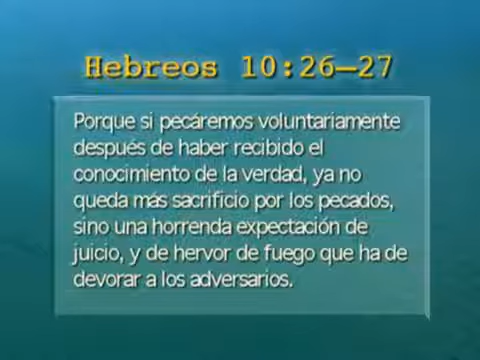 Hebreos 10:26–27
Porque si pecáremos voluntariamente
después de haber recibido el
conocimiento de la verdad, ya no
queda más sacrificio por los pecados,
sino una horrenda expectación de
juicio, y de hervor de fuego que ha de
devorar a los adversarios.